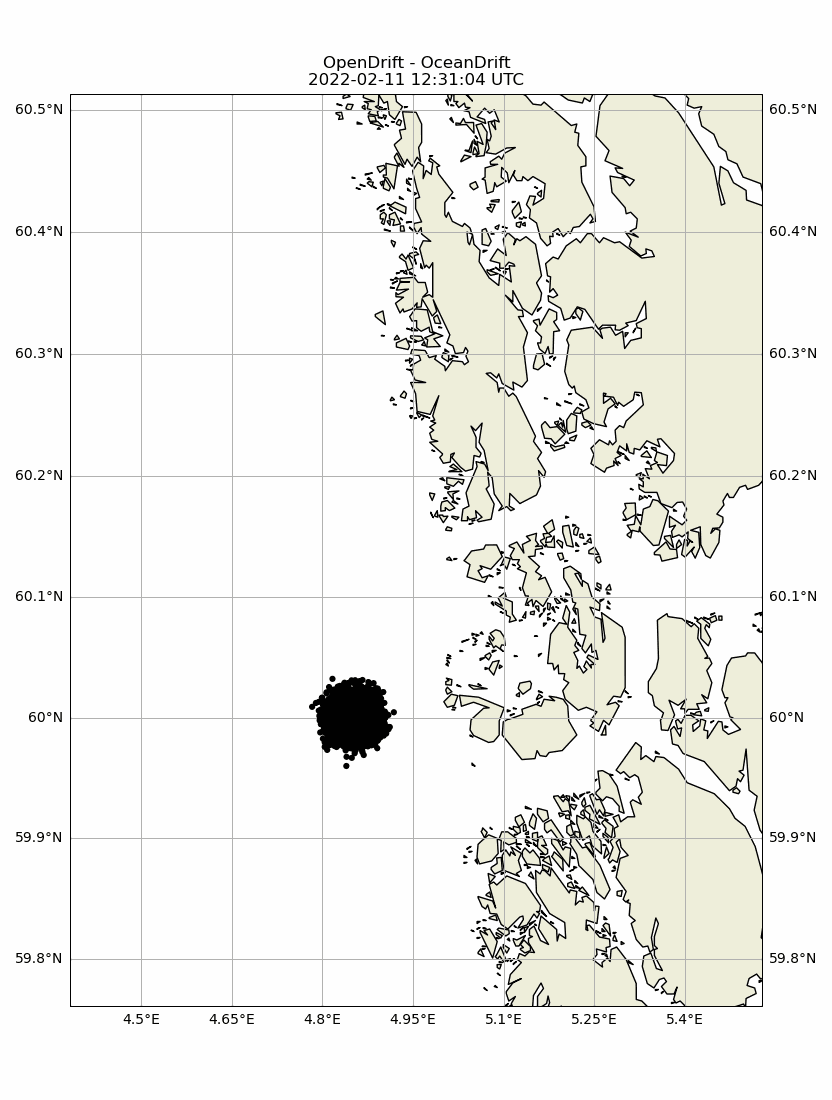 OpenDrift - OceanDrift
2022-02-11 12:31:04 UTC
60.5°N 60.5°N
60.4°N 60.4°N
60.3°N 60.3°N
60.2°N 60.2°N
60.1°N 60.1°N
60°N 60°N
59.9°N 59.9°N
59.8°N 59.8°N
4.5°E 4.65°E 4.8°E 4.95°E 5.1°E 5.25°E 5.4°E